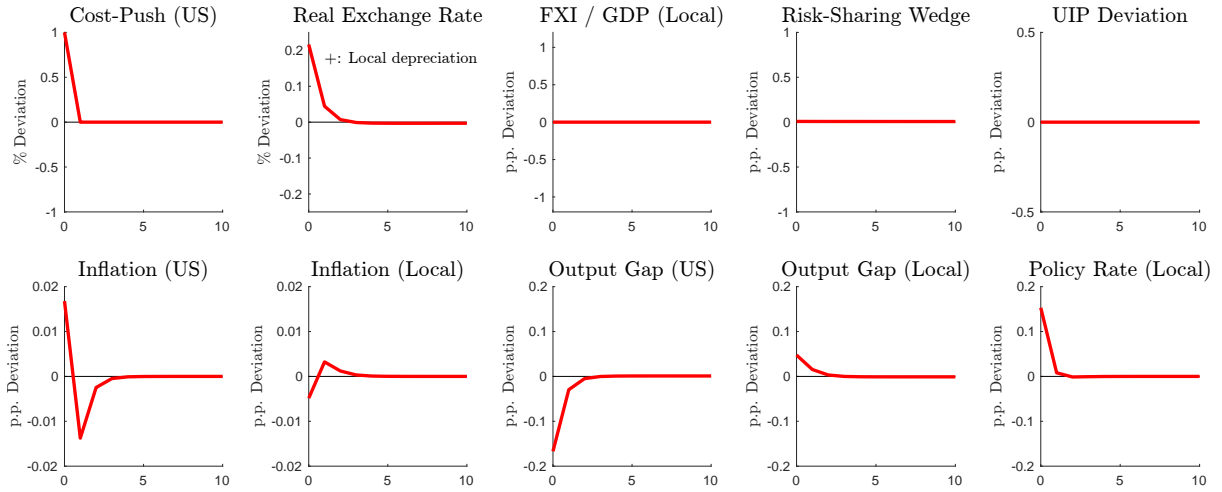 Cost-Push (US)
Real Exchange Rate
FXI / GDP (Local)
Risk-Sharing Wedge
UIP Deviation
% Deviation
1
0.5
0
-0.5
-1
0 5 10
% Deviation
+: Local depreciation
0.2
0.1
0
-0.1
-0.2
0 5 10
p.p. Deviation
1
0.5
0
-0.5
-1
0 5 10
p.p. Deviation
1
0.5
0
-0.5
-1
0 5 10
p.p. Deviation
0.5
0
-0.5
0 5 10
Inflation (US)
Inflation (Local)
Output Gap (US)
Output Gap (Local)
Policy Rate (Local)
p.p. Deviation
0.02
0.01
0
-0.01
-0.02
0 5 10
p.p. Deviation
0.02
0.01
0
-0.01
-0.02
0 5 10
p.p. Deviation
0.2
0.1
0
-0.1
-0.2
0 5 10
p.p. Deviation
0.2
0.1
0
-0.1
-0.2
0 5 10
p.p. Deviation
0.2
0.1
0
-0.1
-0.2
0 5 10